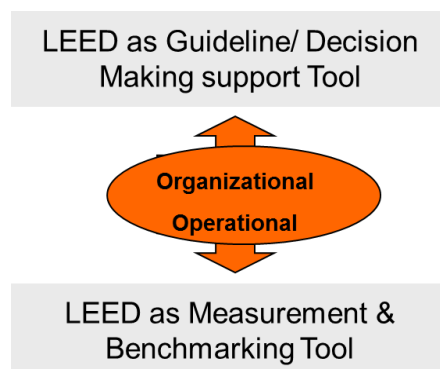 LEED as Guideline/ Decision
Making support Tool
Organizational
Operational
LEED as Measurement &
Benchmarking Tool